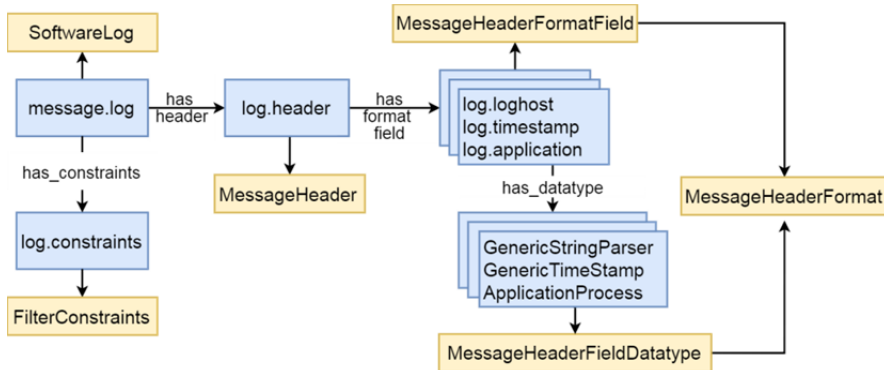 SoftwareLog
MessageHeaderFormatField
message.log
has
header
log.header
has
format
field
log.loghost
log.timestamp
log.application
has_constraints
MessageHeader
has_datatype
MessageHeaderFormat
log.constraints
GenericStringParser
GenericTimeStamp
ApplicationProcess
FilterConstraints
MessageHeaderFieldDatatype